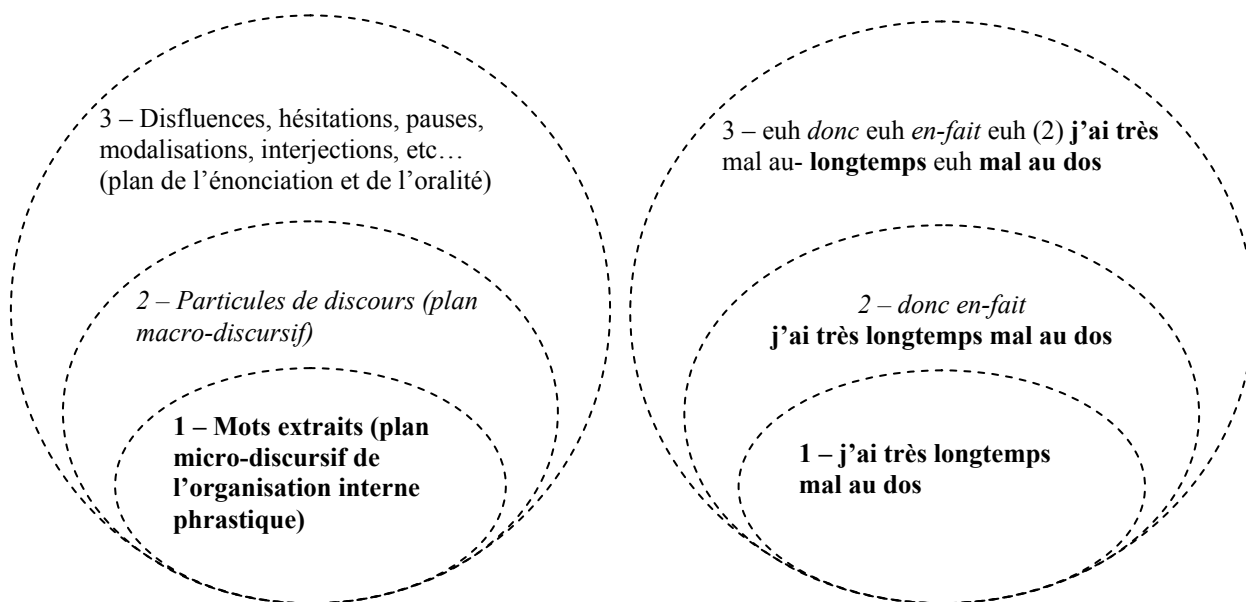 3 – Disfluences, hésitations, pauses,
modalisations, interjections, etc…
(plan de l’énonciation et de l’oralité)
2 – Particules de discours (plan
macro-discursif)
1 – Mots extraits (plan
micro-discursif de
l’organisation interne
phrastique)
3 – euh donc euh en-fait euh (2) j’ai très
mal au- longtemps euh mal au dos
2 – donc en-fait
j’ai très longtemps mal au dos
1 – j’ai très longtemps
mal au dos